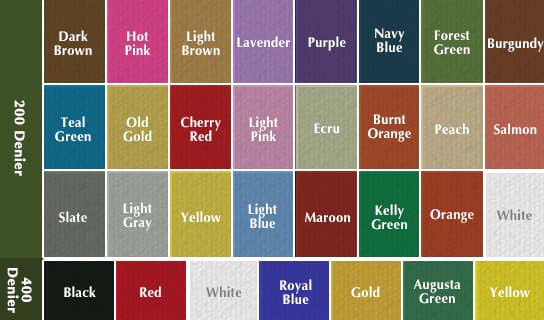 200 Denier
Dark
Brown
Hot
Pink
Light
Brown
Lavender
Purple
Navy
Blue
Forest
Green
Burgundy
Teal
Green
Old
Gold
Cherry
Red
Light
Pink
Ecru
Burnt
Orange
Peach
Salmon
Slate
Light
Gray
Yellow
Light
Blue
Maroon
Kelly
Green
Orange
White
400
Denier
Black
Red
White
Royal
Blue
Gold
Augusta
Green
Yellow